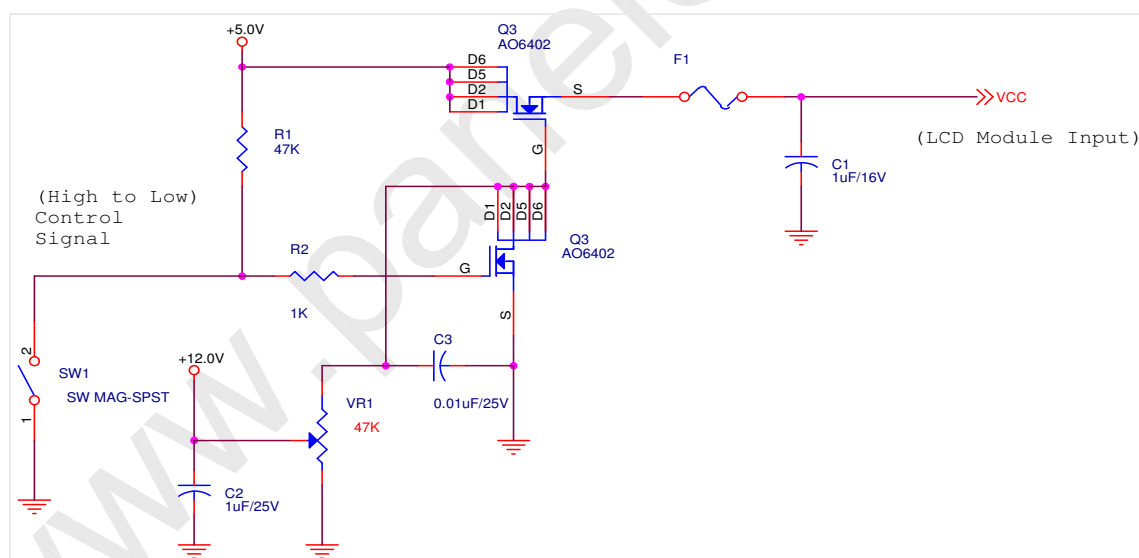 www.panel
+5.0V
Q3
AO6402
D6
D5
D2
D1
S
G
F1
VCC
(LCD Module Input)
R1
47K
C1
1uF/16V
(High to Low)
Control
Signal
D1
D2
D5
D6
Q3
AO6402
R2
1K
G
S
2
SW1
SW MAG-SPST
1
+12.0V
C3
0.01uF/25V
VR1
47K
C2
1uF/25V